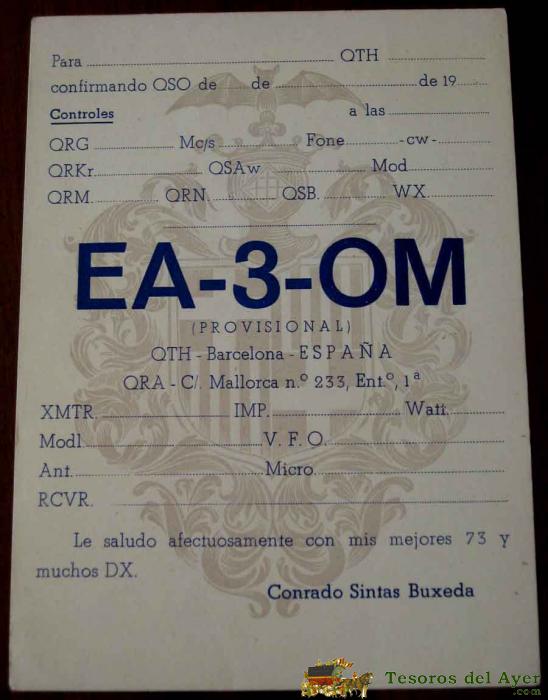 Para ........ QTH ........
confirmando QSO de ..... de ........ de 19.....
Controles a las ........
QRG ........ Mc/s ........ Fone ........ -cw- ........
QRKr ........ QSAw ........ Mod ........
QRM ........ QRN ........ QSB ........ WX ........
EA-3-OM
(PROVISIONAL)
QTH - Barcelona - ESPAÑA
QRA - C/. Mallorca n.º 233, Ent.º, 1ª
XMTR. ........ IMP. ........ Watt. ........
Modl. ........ V. F. O. ........
Ant. ........ Micro. ........
RCVR. ........
Le saludo afectuosamente con mis mejores 73 y
muchos DX.
Conrado Sintas Buxeda
Tesoros del Ayer
.com